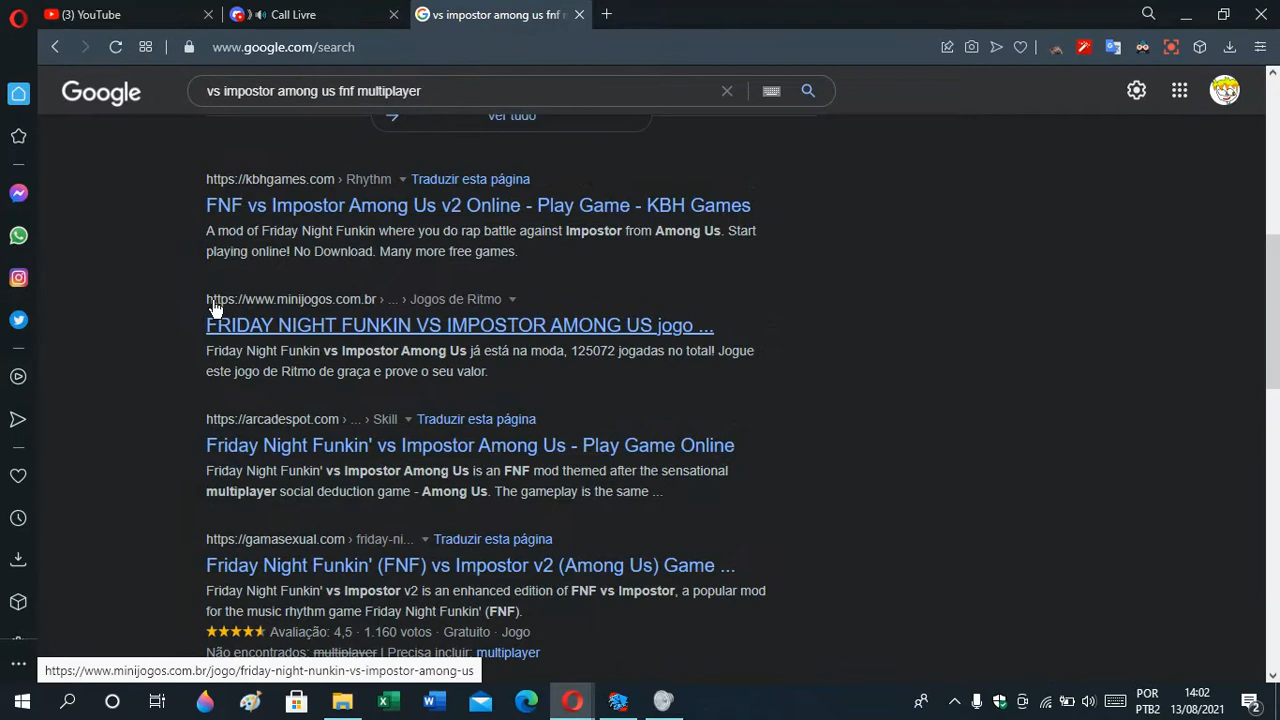 (3) YouTube
Call Livre
vs impostor among us fnf
www.google.com/search
Google
vs impostor among us fnf multiplayer
Ver tudo
https://kbhgames.com › Rhythm
Traduzir esta página
FNF vs Impostor Among Us v2 Online - Play Game - KBH Games
A mod of Friday Night Funkin where you do rap battle against Impostor from Among Us. Start
playing online! No Download. Many more free games.
https://www.minijogos.com.br › ... › Jogos de Ritmo
FRIDAY NIGHT FUNKIN VS IMPOSTOR AMONG US jogo ...
Friday Night Funkin vs Impostor Among Us já está na moda, 125072 jogadas no total! Jogue
este jogo de Ritmo de graça e prove o seu valor.
https://arcadespot.com › ... › Skill
Traduzir esta página
Friday Night Funkin' vs Impostor Among Us - Play Game Online
Friday Night Funkin' vs Impostor Among Us is an FNF mod themed after the sensational
multiplayer social deduction game - Among Us. The gameplay is the same ...
https://gamasexual.com › friday-ni...
Traduzir esta página
Friday Night Funkin' (FNF) vs Impostor v2 (Among Us) Game ...
Friday Night Funkin' vs Impostor v2 is an enhanced edition of FNF vs Impostor, a popular mod
for the music rhythm game Friday Night Funkin' (FNF).
Avaliação: 4,5 · 1.160 votos · Gratuito · Jogo
Não encontrados: multiplayer | Precisa incluir: multiplayer
https://www.minijogos.com.br/jogo/friday-night-nunkin-vs-impostor-among-us
POR
PTB2
14:02
13/08/2021
2